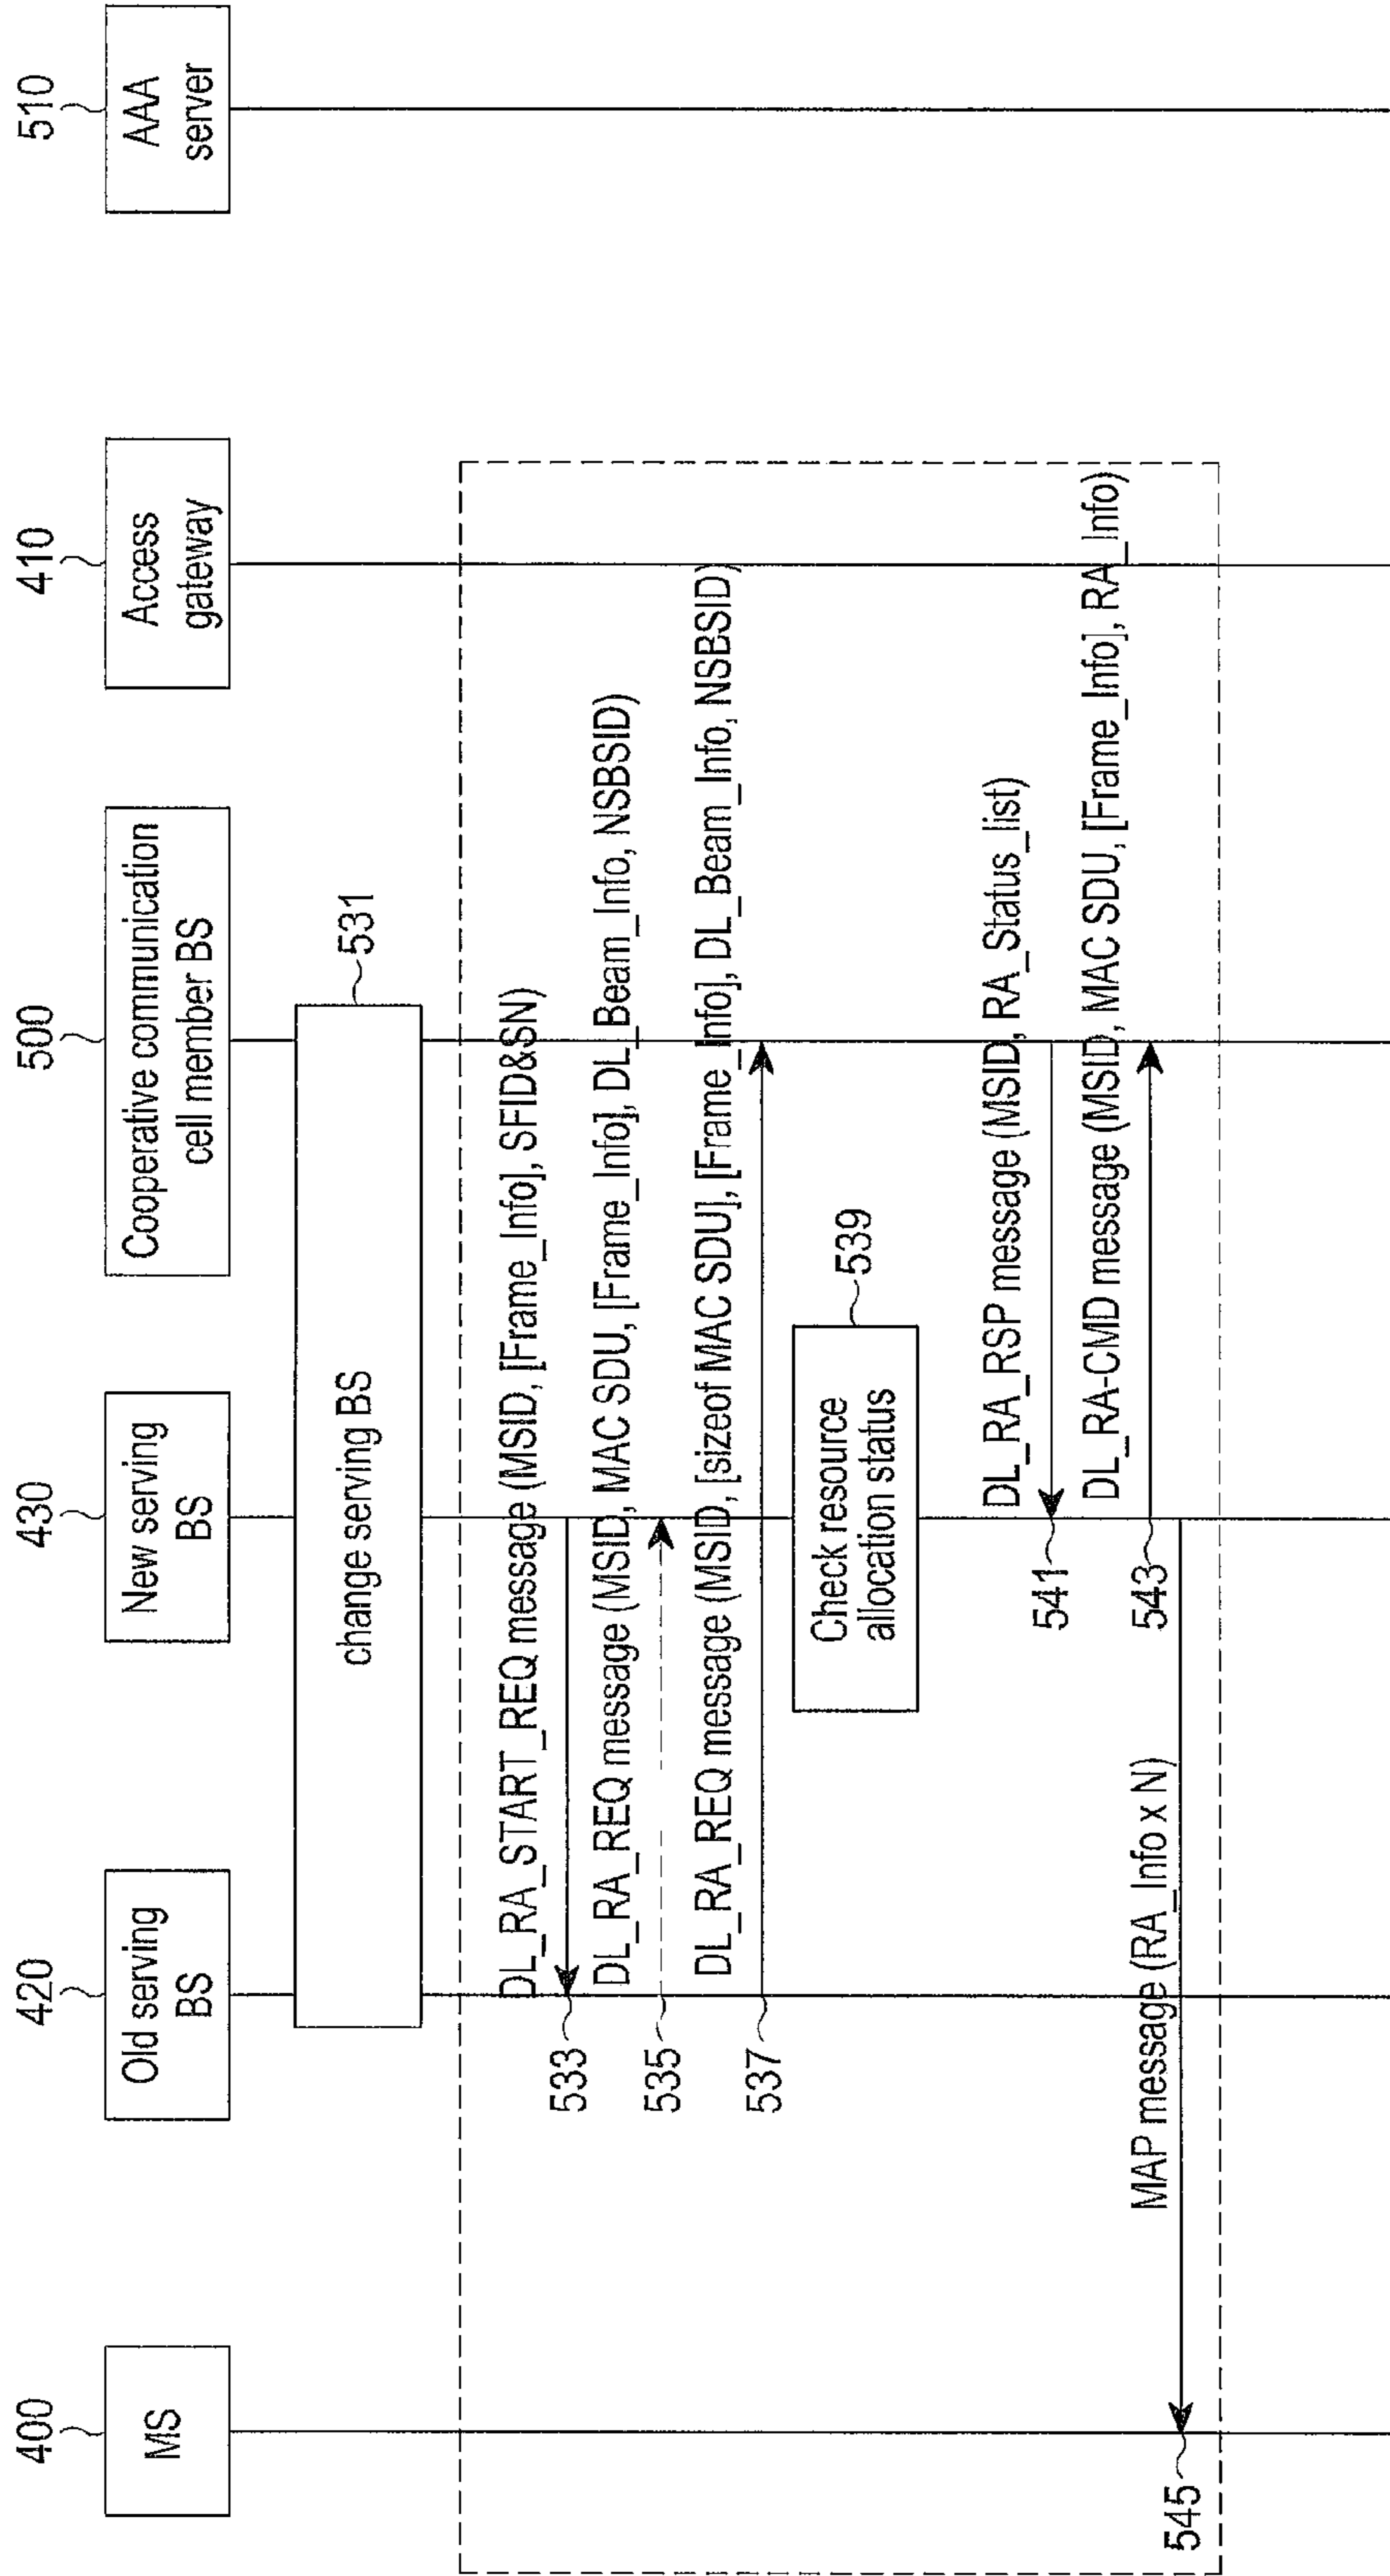 400
MS
420
Old serving
BS
430
New serving
BS
500
Cooperative communication
cell member BS
410
Access
gateway
510
AAA
server
change serving BS
531
DL_RA_START_REQ message (MSID, [Frame_Info], SFID&SN)
533
DL_RA_REQ message (MSID, MAC SDU, [Frame_Info], DL_Beam_Info, NSBSID)
535
DL_RA_REQ message (MSID, [sizeof MAC SDU], [Frame_Info], DL_Beam_Info, NSBSID)
537
Check resource
allocation status
539
DL_RA_RSP message (MSID, RA_Status_list)
541
DL_RA-CMD message (MSID, MAC SDU, [Frame_Info], RA_Info)
543
MAP message (RA_Info x N)
545